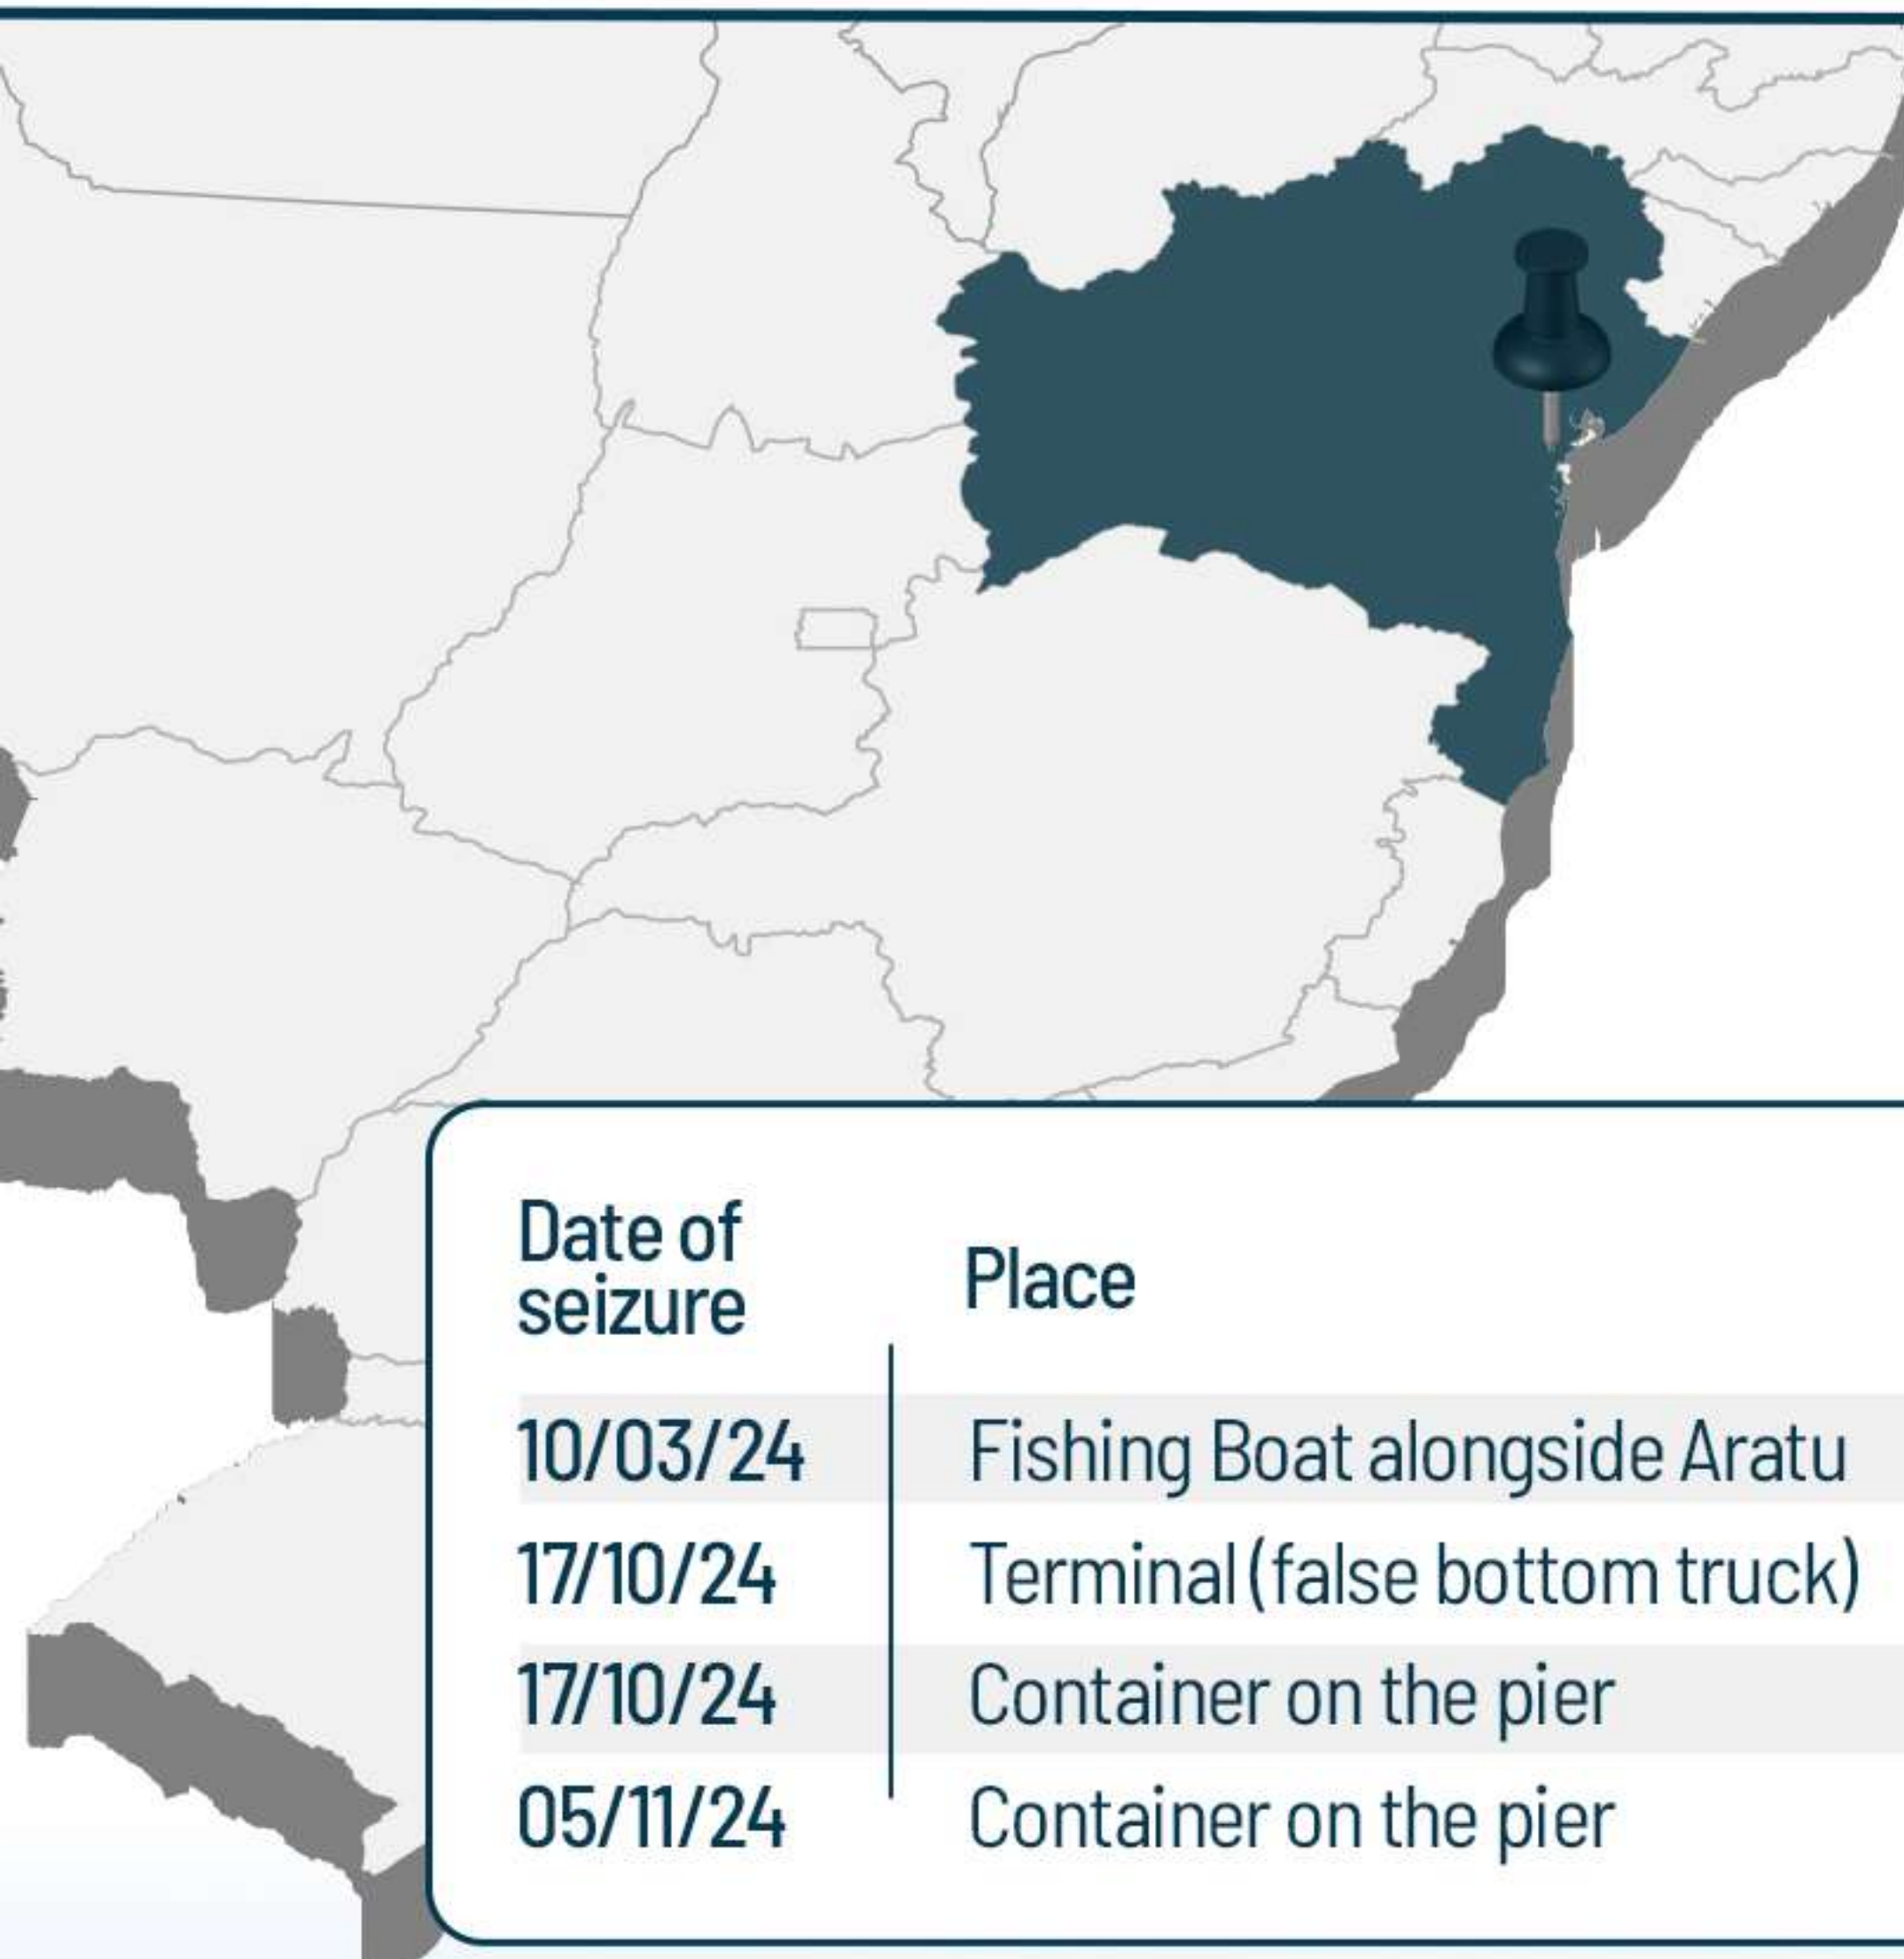 Date of
seizure
Place
10/03/24 Fishing Boat alongside Aratu
17/10/24 Terminal (false bottom truck)
17/10/24 Container on the pier
05/11/24 Container on the pier